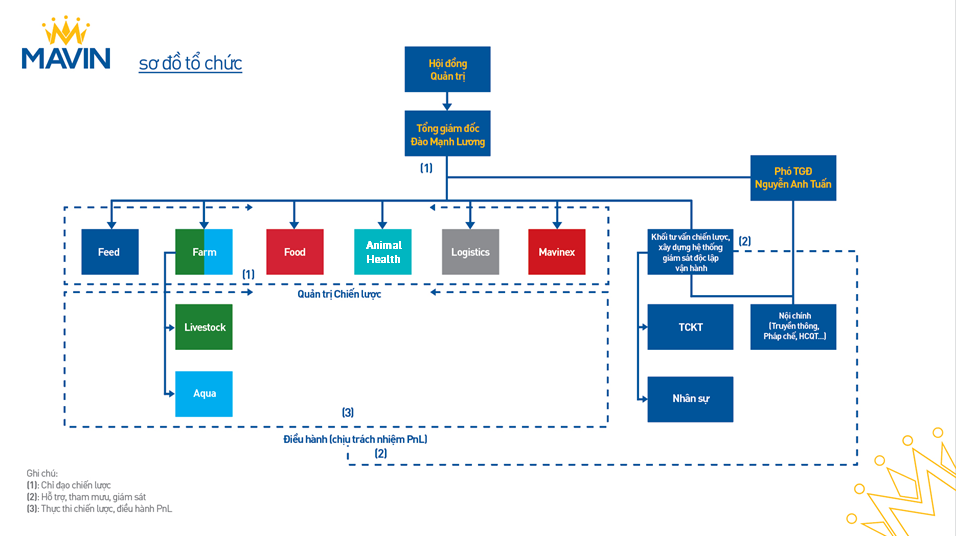 MAVIN
sơ đồ tổ chức
Hội đồng
Quản trị
Tổng giám đốc
Đào Mạnh Lương
(1)
Phó TGĐ
Nguyễn Anh Tuấn
Feed
Farm
Food
Animal
Health
Logistics
Mavinex
Khối tư vấn chiến lược,
xây dựng hệ thống
giám sát độc lập
vận hành
(2)
(1)
Quản trị Chiến lược
Livestock
TCKT
Nội chính
(Truyền thông,
Pháp chế, HCQT...)
Aqua
Nhân sự
(3)
Điều hành (chịu trách nhiệm PnL)
(2)
Ghi chú:
(1): Chỉ đạo chiến lược
(2): Hỗ trợ, tham mưu, giám sát
(3): Thực thi chiến lược, điều hành PnL